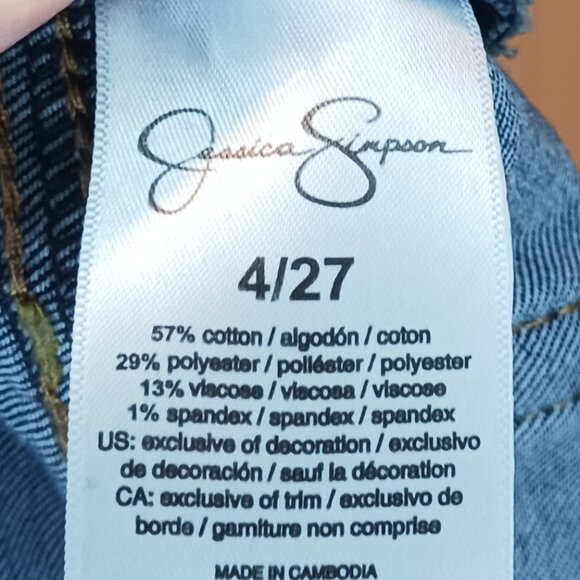 Jessica Simpson
4/27
57% cotton / algodón / coton
29% polyester / poliéster / polyester
13% viscose / viscosa / viscose
1% spandex / spandex / spandex
US: exclusive of decoration / exclusivo
de decoración / sauf la décoration
CA: exclusive of trim / exclusivo de
borde / garniture non comprise
MADE IN CAMBODIA